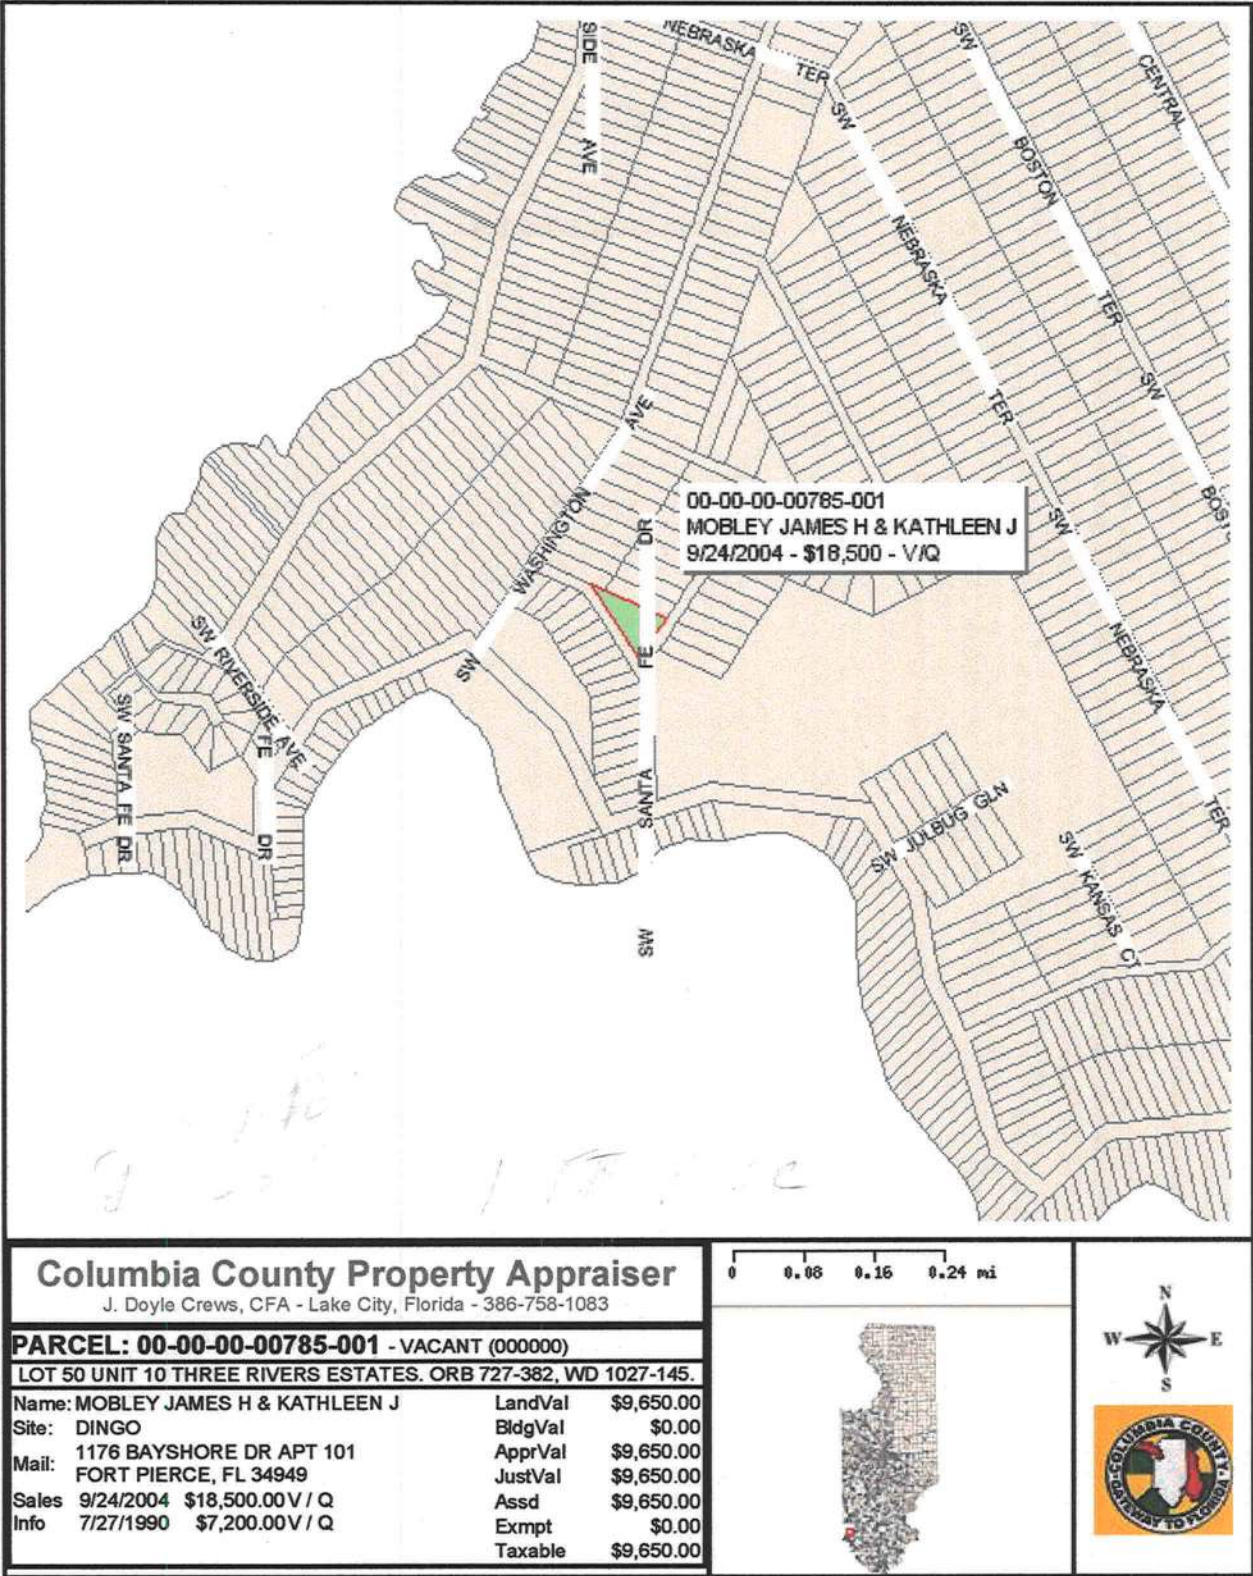 SIDE AVE
NEBRASKA TER
SW NEBRASKA TER
SW BOSTON TER
CENTRAL
SW BOST
SW NEBRASKA TER
SW WASHINGTON AVE
00-00-00-00785-001
MOBLEY JAMES H & KATHLEEN J
9/24/2004 - $18,500 - V/Q
SW SANTA FE DR
SW RIVERSIDE AVE
SW SANTA FE DR
FE DR
SW JULBUG GLN
SW KANSAS CT
Columbia County Property Appraiser
J. Doyle Crews, CFA - Lake City, Florida - 386-758-1083
PARCEL: 00-00-00-00785-001 - VACANT (000000)
LOT 50 UNIT 10 THREE RIVERS ESTATES. ORB 727-382, WD 1027-145.
Name: MOBLEY JAMES H & KATHLEEN J
Site: DINGO
Mail: 1176 BAYSHORE DR APT 101
FORT PIERCE, FL 34949
Sales 9/24/2004 $18,500.00 V / Q
Info 7/27/1990 $7,200.00 V / Q
LandVal $9,650.00
BldgVal $0.00
ApprVal $9,650.00
JustVal $9,650.00
Assd $9,650.00
Exmpt $0.00
Taxable $9,650.00
0 0.08 0.16 0.24 mi
N
W E
S
COLUMBIA COUNTY
GATEWAY TO FLORIDA